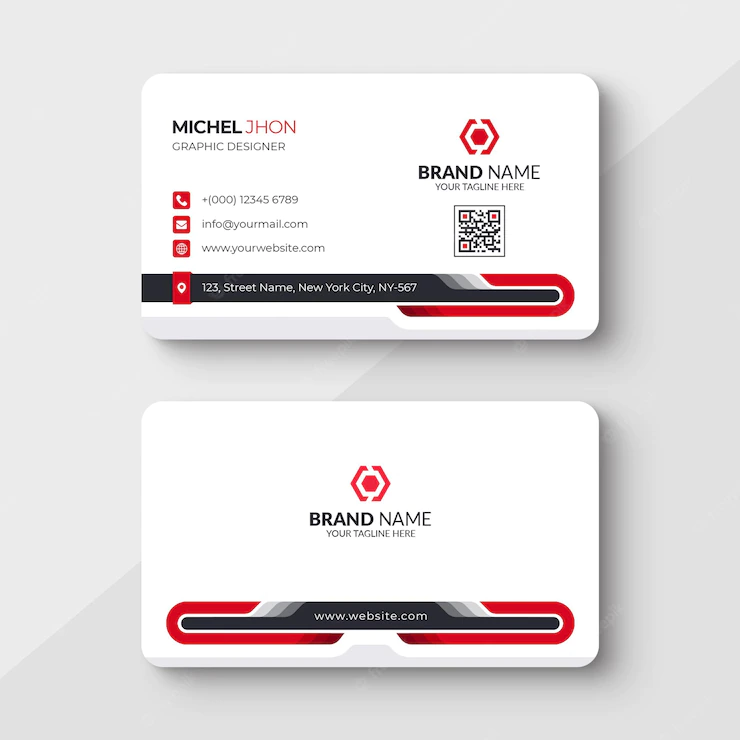 MICHEL JHON
GRAPHIC DESIGNER
+(000) 12345 6789
info@yourmail.com
www.yourwebsite.com
123, Street Name, New York City, NY-567
BRAND NAME
YOUR TAGLINE HERE
BRAND NAME
YOUR TAGLINE HERE
www.website.com